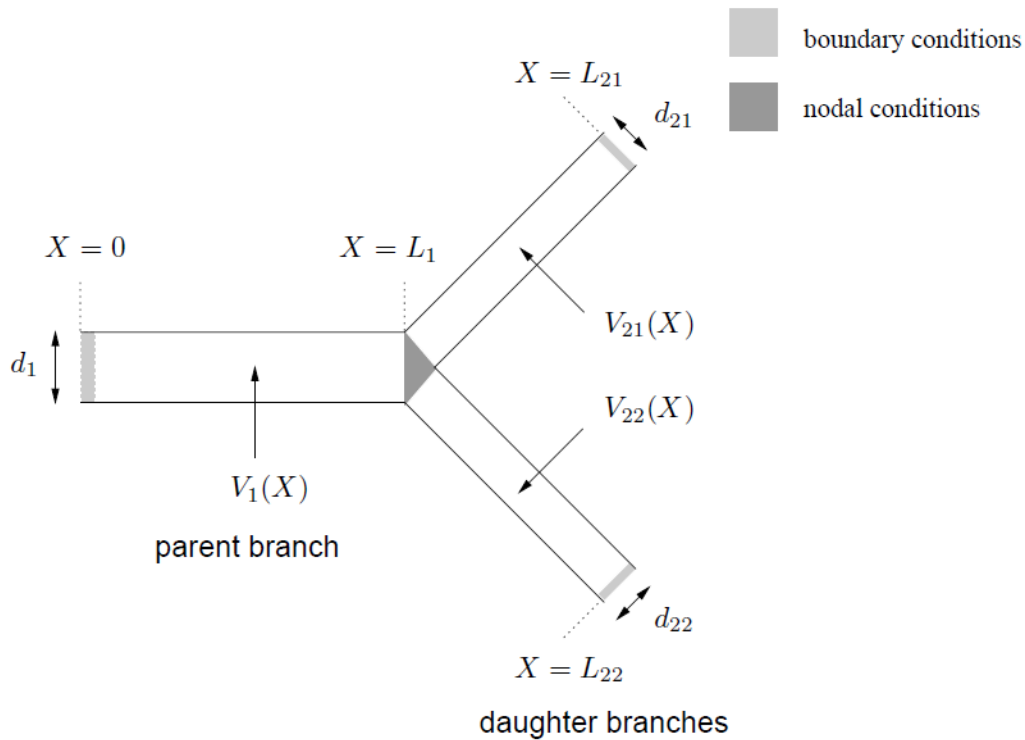 boundary conditions
nodal conditions
X = L₂₁
d₂₁
X = 0
X = L₁
d₁
V₂₁(X)
V₂₂(X)
V₁(X)
parent branch
d₂₂
X = L₂₂
daughter branches